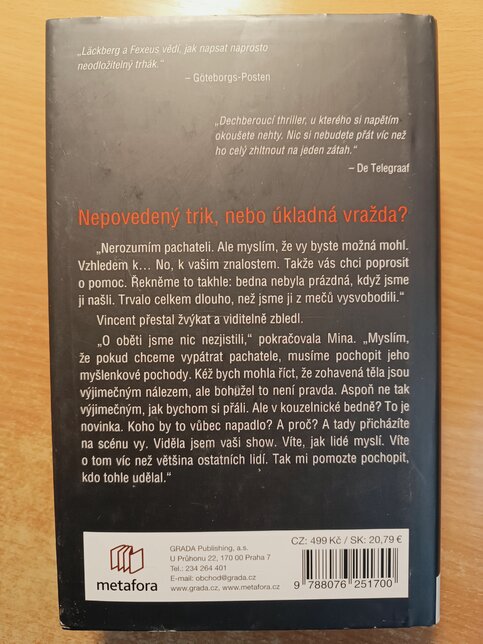 „Läckberg a Fexeus vědí, jak napsat naprosto
neodložitelný trhák.“
– Göteborgs-Posten
„Dechberoucí thriller, u kterého si napětím
okoušete nehty. Nic si nebudete přát víc než
ho celý zhltnout na jeden zátah.“
– De Telegraaf
Nepovedený trik, nebo úkladná vražda?
„Nerozumím pachateli. Ale myslím, že vy byste možná mohl.
Vzhledem k... No, k vašim znalostem. Takže vás chci poprosit
o pomoc. Řekněme to takhle: bedna nebyla prázdná, když jsme
ji našli. Trvalo celkem dlouho, než jsme ji z mečů vysvobodili.“
Vincent přestal žvýkat a viditelně zbledl.
„O oběti jsme nic nezjistili,“ pokračovala Mina. „Myslím,
že pokud chceme vypátrat pachatele, musíme pochopit jeho
myšlenkové pochody. Kéž bych mohla říct, že zohavená těla jsou
výjimečným nálezem, ale bohužel to není pravda. Aspoň ne tak
výjimečným, jak bychom si přáli. Ale v kouzelnické bedně? To je
novinka. Koho by to vůbec napadlo? A proč? A tady přicházíte
na scénu vy. Viděla jsem vaši show. Víte, jak lidé myslí. Víte
o tom víc než většina ostatních lidí. Tak mi pomozte pochopit,
kdo tohle udělal.“
metafora
GRADA Publishing, a.s.
U Průhonu 22, 170 00 Praha 7
Tel.: 234 264 401
E-mail: obchod@grada.cz
www.grada.cz, www.metafora.cz
CZ: 499 Kč / SK: 20,79 €
9 788076 251700